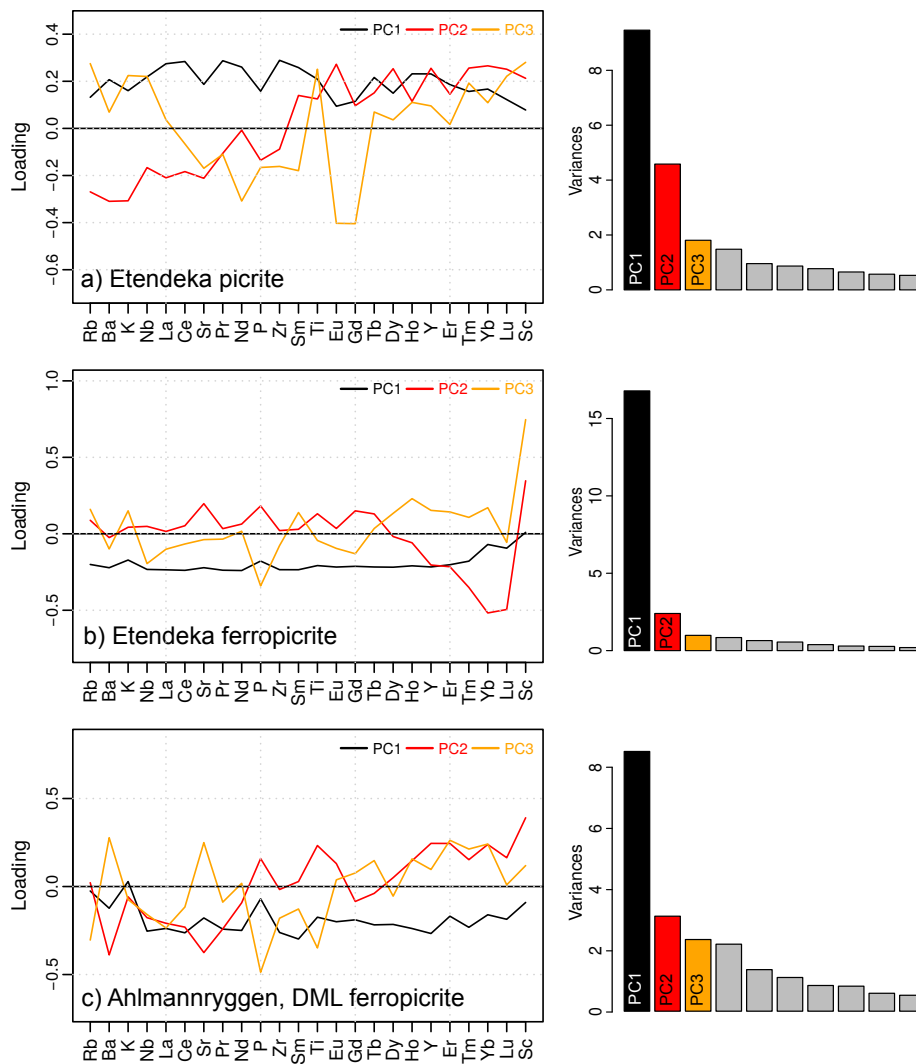 PC1 PC2 PC3
0.4
0.2
0.0
−0.2
−0.4
−0.6
Loading
a) Etendeka picrite
Rb Ba K Nb La Ce Sr Pr Nd P Zr Sm Ti Eu Gd Tb Dy Ho Y Er Tm Yb Lu Sc
Variances
8
6
4
2
0
PC1 PC2 PC3
PC1 PC2 PC3
1.0
0.5
0.0
−0.5
Loading
b) Etendeka ferropicrite
Rb Ba K Nb La Ce Sr Pr Nd P Zr Sm Ti Eu Gd Tb Dy Ho Y Er Tm Yb Lu Sc
Variances
15
10
5
0
PC1 PC2
PC1 PC2 PC3
0.5
0.0
−0.5
Loading
c) Ahlmannryggen, DML ferropicrite
Rb Ba K Nb La Ce Sr Pr Nd P Zr Sm Ti Eu Gd Tb Dy Ho Y Er Tm Yb Lu Sc
Variances
8
6
4
2
0
PC1 PC2 PC3